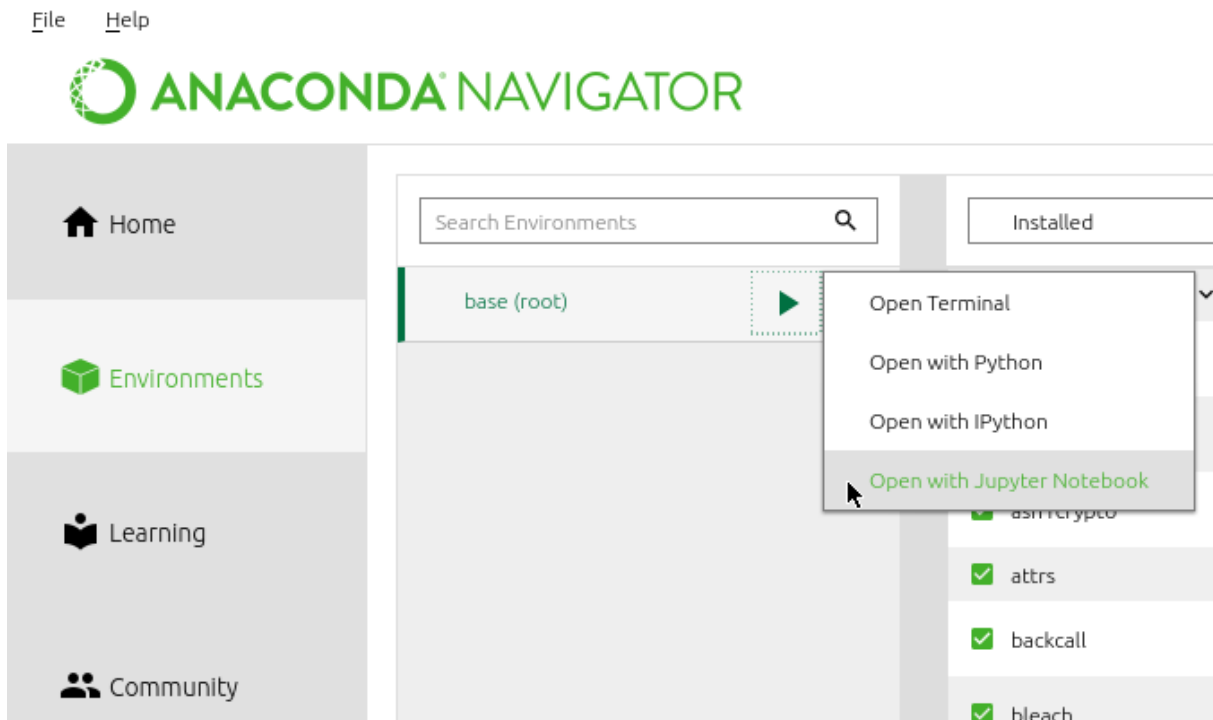 File Help
ANACONDA NAVIGATOR
Home
Environments
Learning
Community
Search Environments
base (root)
Installed
Open Terminal
Open with Python
Open with IPython
Open with Jupyter Notebook
asn1crypto
attrs
backcall
bleach